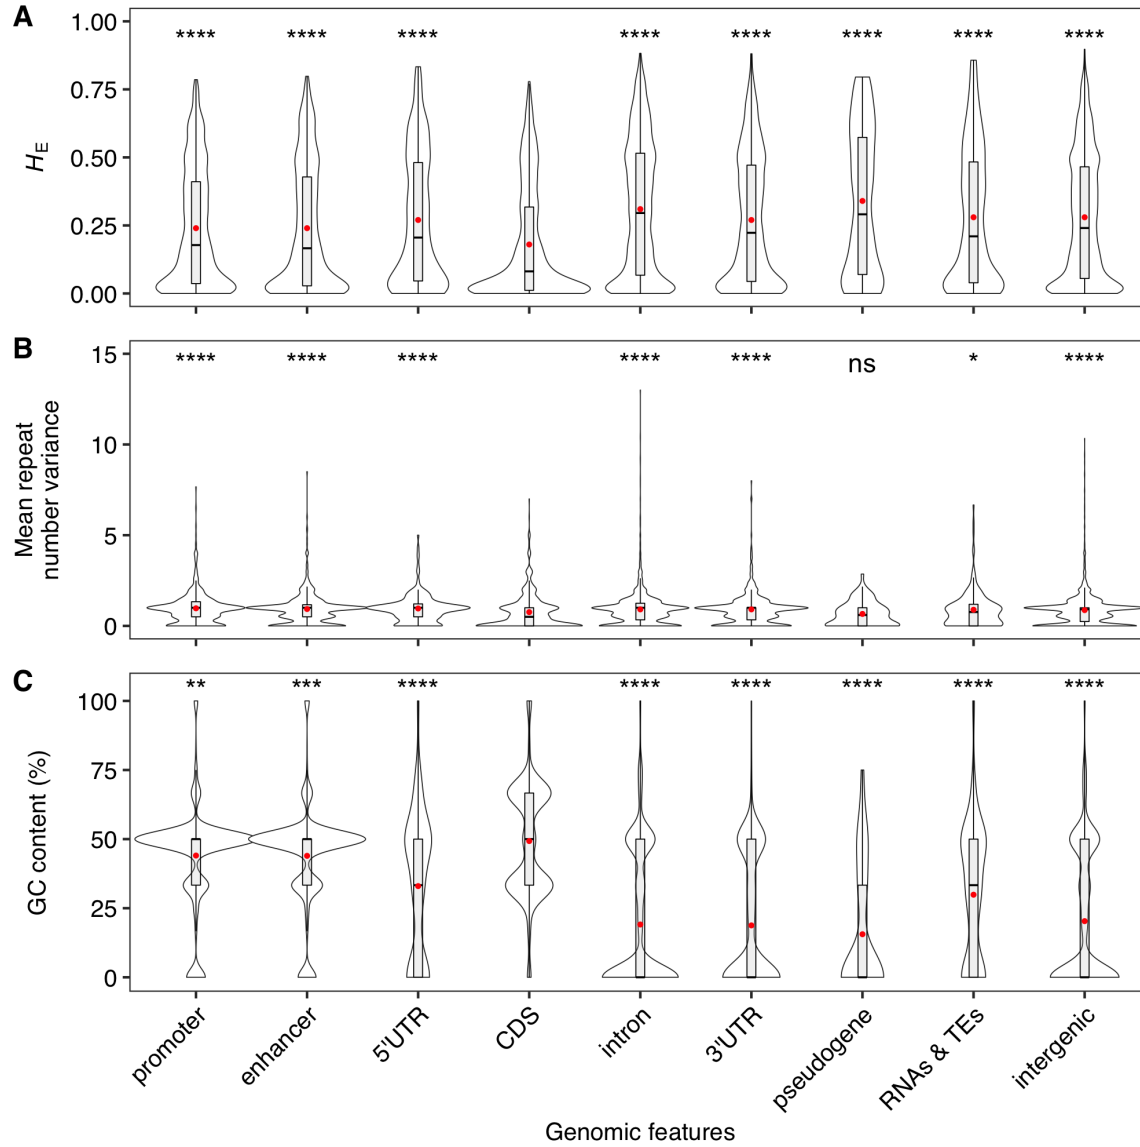 A
1.00
0.75
0.50
0.25
0.00
HE
**** **** **** **** **** **** **** ****
B
15
10
5
0
Mean repeat
number variance
**** **** **** **** **** ns * ****
C
100
75
50
25
0
GC content (%)
** *** **** **** **** **** **** ****
promoter
enhancer
5'UTR
CDS
intron
3'UTR
pseudogene
RNAs & TEs
intergenic
Genomic features